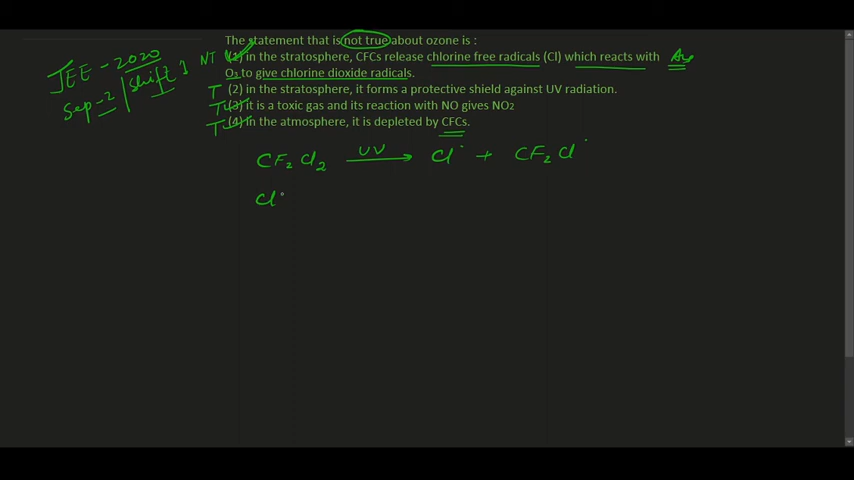 The statement that is not true about ozone is :
JEE - 2020
Sep - 2 / Shift 1
NT (1) in the stratosphere, CFCs release chlorine free radicals (Cl) which reacts with Ans
O₃ to give chlorine dioxide radicals.
T (2) in the stratosphere, it forms a protective shield against UV radiation.
T (3) it is a toxic gas and its reaction with NO gives NO2
T (4) in the atmosphere, it is depleted by CFCs.
CF₂Cl₂ —UV→ Cl˙ + CF₂Cl˙
Cl˙